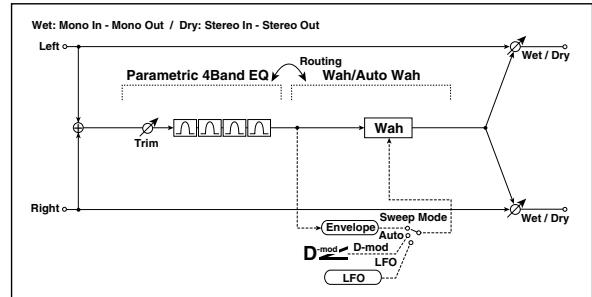 Wet: Mono In - Mono Out / Dry: Stereo In - Stereo Out
Left
Wet / Dry
Routing
Parametric 4Band EQ
Wah/Auto Wah
Trim
Wah
Right
Wet / Dry
Sweep Mode
Envelope
Auto
D-mod
D-mod
LFO
LFO